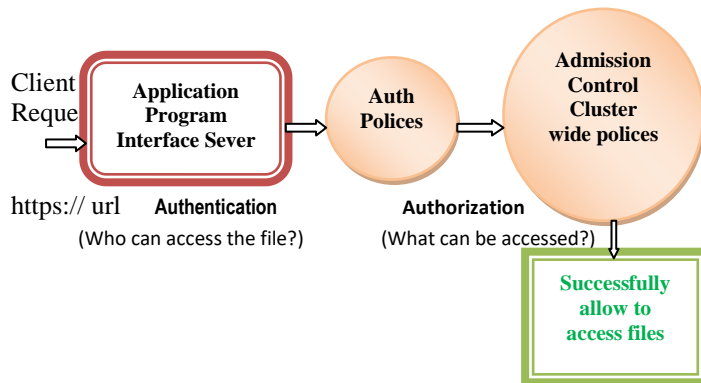 Client
Reque
https:// url
Application
Program
Interface Sever
Auth
Polices
Admission
Control
Cluster
wide polices
Authentication
(Who can access the file?)
Authorization
(What can be accessed?)
Successfully
allow to
access files